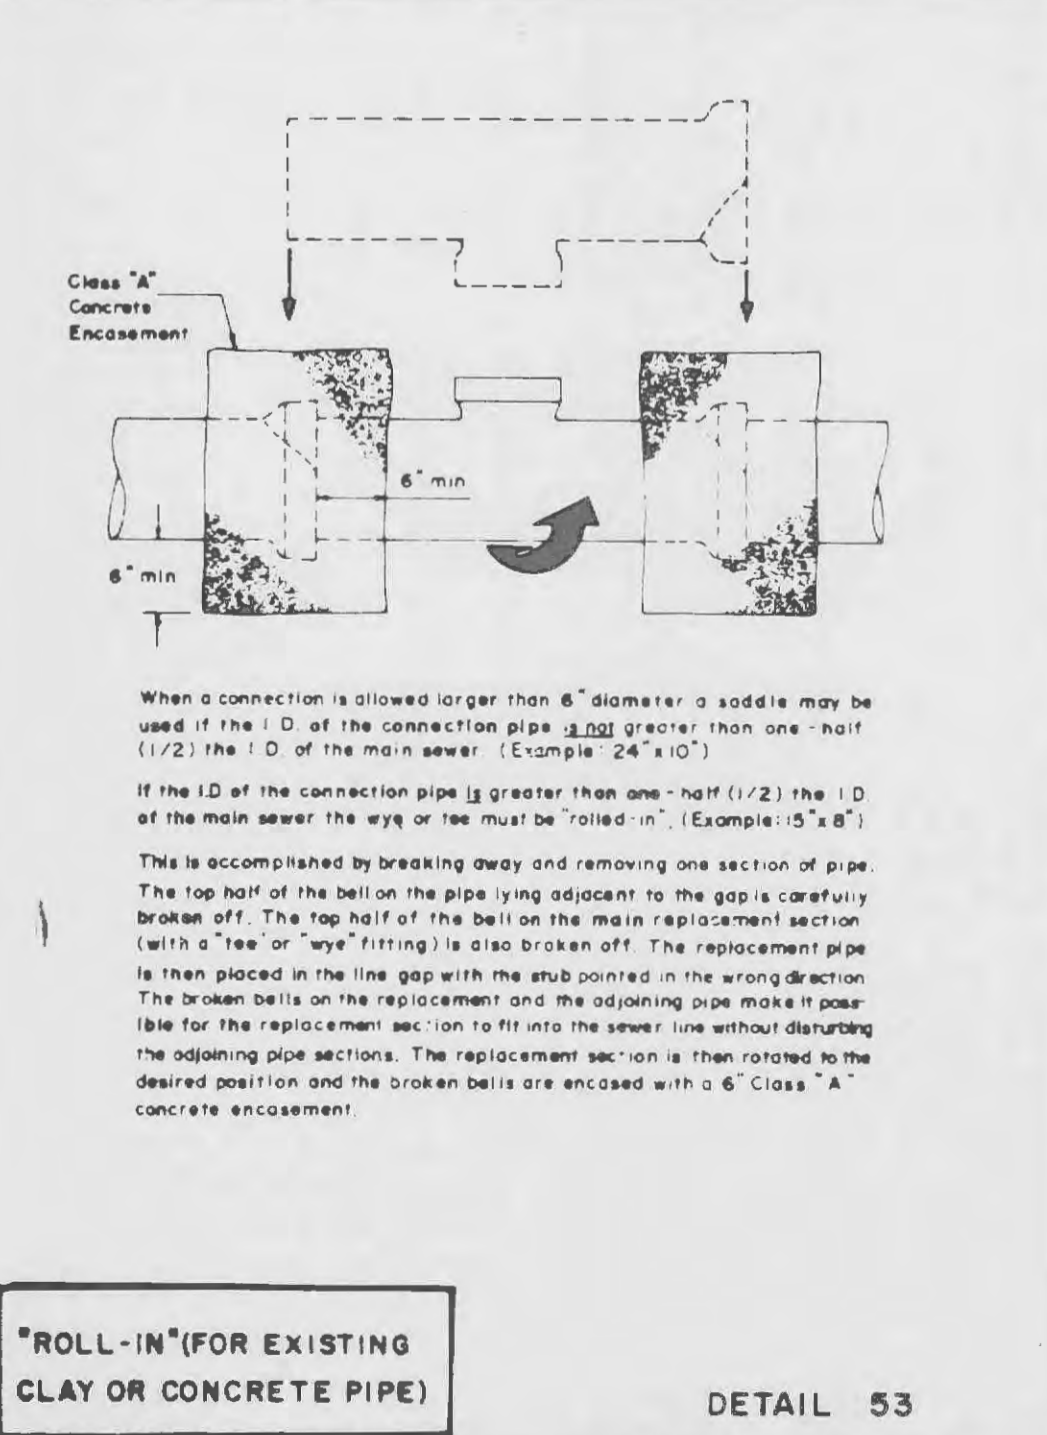 Class "A"
Concrete
Encasement
6" min
6" min
When a connection is allowed larger than 6" diameter a saddle may be
used if the I D. of the connection pipe is not greater than one-half
(1/2) the I D. of the main sewer. (Example: 24"x10")
If the I.D of the connection pipe is greater than one-half (1/2) the I D.
of the main sewer the wye or tee must be "rolled-in". (Example: 15"x 8")
This is accomplished by breaking away and removing one section of pipe.
The top half of the bell on the pipe lying adjacent to the gap is carefully
broken off. The top half of the bell on the main replacement section
(with a "tee" or "wye" fitting) is also broken off. The replacement pipe
is then placed in the line gap with the stub pointed in the wrong direction
The broken bells on the replacement and the adjoining pipe make it poss-
ible for the replacement section to fit into the sewer line without disturbing
the adjoining pipe sections. The replacement section is then rotated to the
desired position and the broken bells are encased with a 6" Class "A"
concrete encasement.
"ROLL-IN"(FOR EXISTING
CLAY OR CONCRETE PIPE)
DETAIL 53